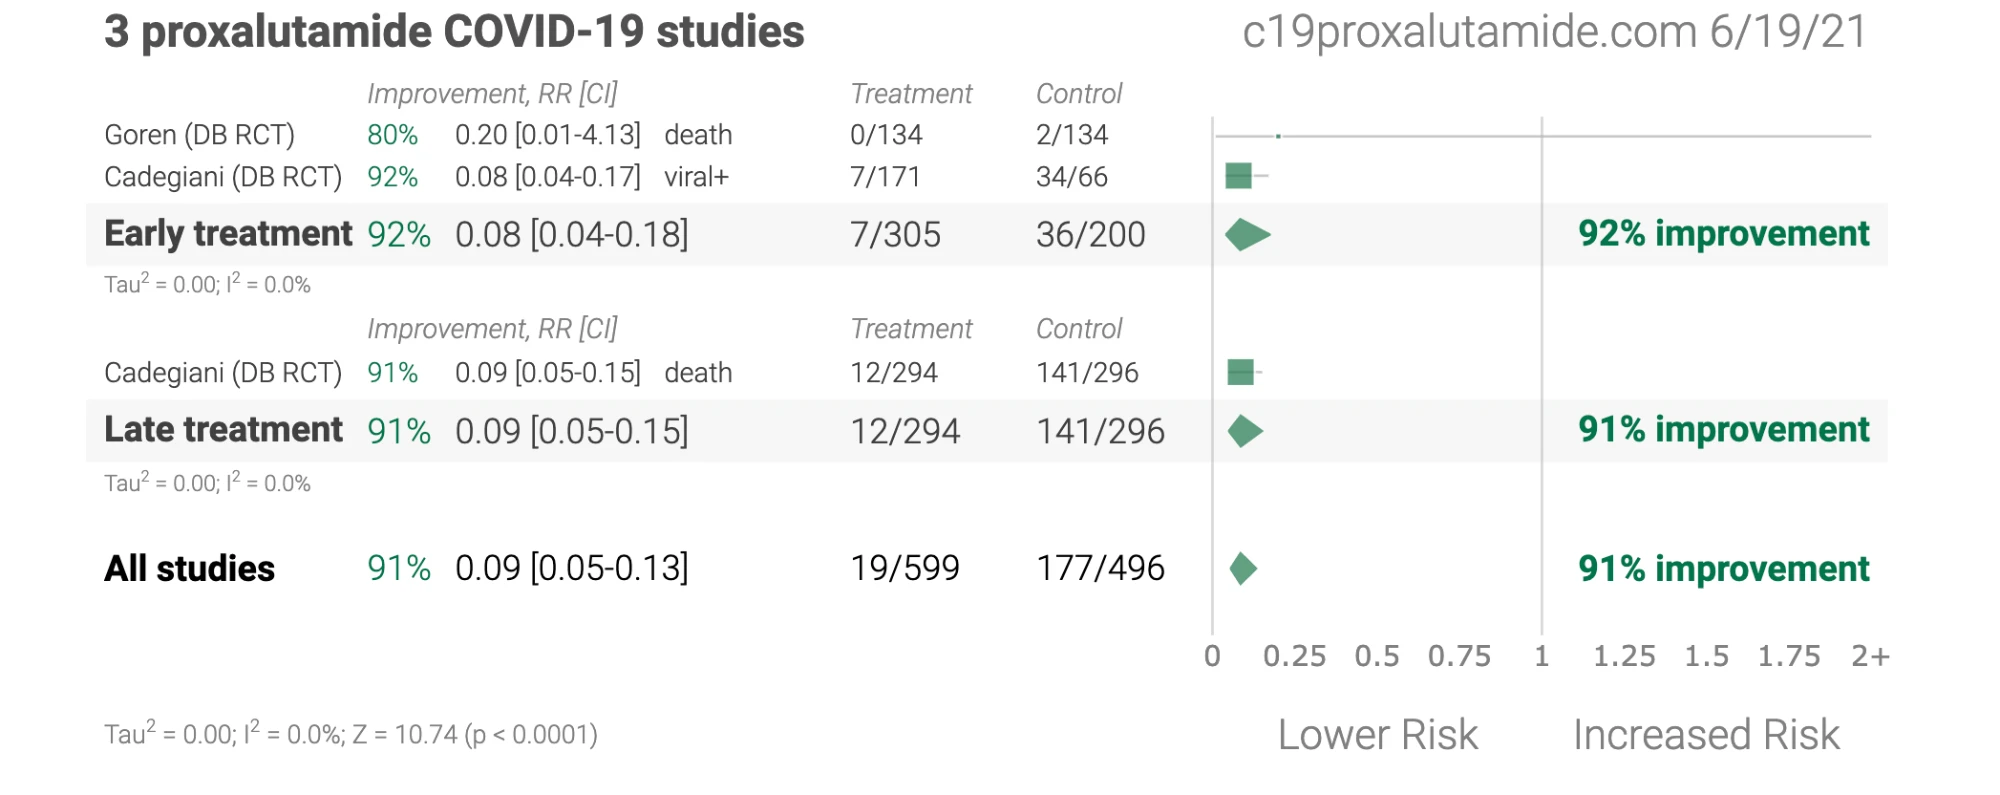 3 proxalutamide COVID-19 studies c19proxalutamide.com 6/19/21
Improvement, RR [CI] Treatment Control
Goren (DB RCT) 80% 0.20 [0.01-4.13] death 0/134 2/134
Cadegiani (DB RCT) 92% 0.08 [0.04-0.17] viral+ 7/171 34/66
Early treatment 92% 0.08 [0.04-0.18] 7/305 36/200 92% improvement
Tau2 = 0.00; I2 = 0.0%
Improvement, RR [CI] Treatment Control
Cadegiani (DB RCT) 91% 0.09 [0.05-0.15] death 12/294 141/296
Late treatment 91% 0.09 [0.05-0.15] 12/294 141/296 91% improvement
Tau2 = 0.00; I2 = 0.0%
All studies 91% 0.09 [0.05-0.13] 19/599 177/496 91% improvement
0 0.25 0.5 0.75 1 1.25 1.5 1.75 2+
Tau2 = 0.00; I2 = 0.0%; Z = 10.74 (p < 0.0001) Lower Risk Increased Risk